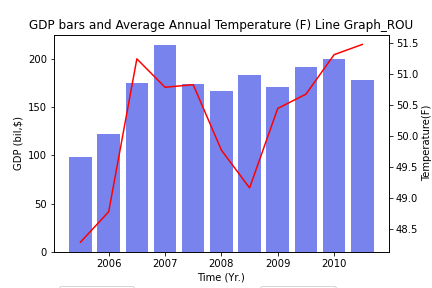 GDP bars and Average Annual Temperature (F) Line Graph_ROU
200
150
100
50
0
GDP (bil.$)
51.5
51.0
50.5
50.0
49.5
49.0
48.5
Temperature(F)
2006 2007 2008 2009 2010
Time (Yr.)